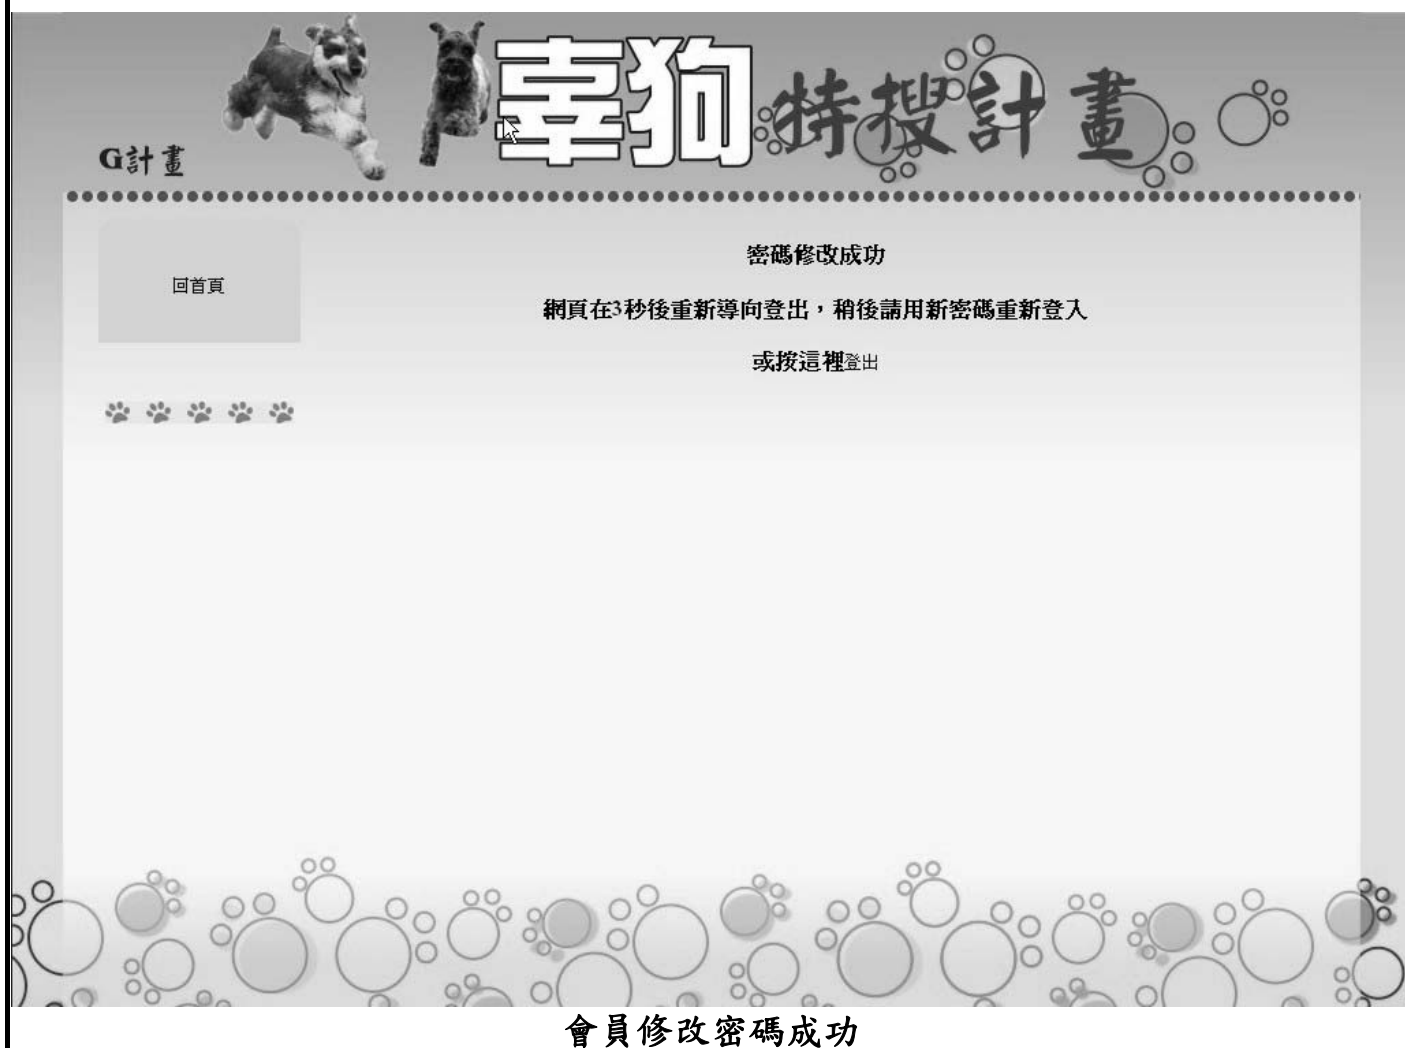 辜狗特搜計畫
G計畫
回首頁
密碼修改成功
網頁在3秒後重新導向登出，稍後請用新密碼重新登入
或按這裡登出
會員修改密碼成功